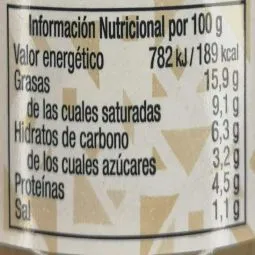 Información Nutricional por 100 g
Valor energético 782 kJ/189 kcal
Grasas 15,9 g
de las cuales saturadas 9,1 g
Hidratos de carbono 6,3 g
de los cuales azúcares 3,2 g
Proteínas 4,5 g
Sal 1,1 g